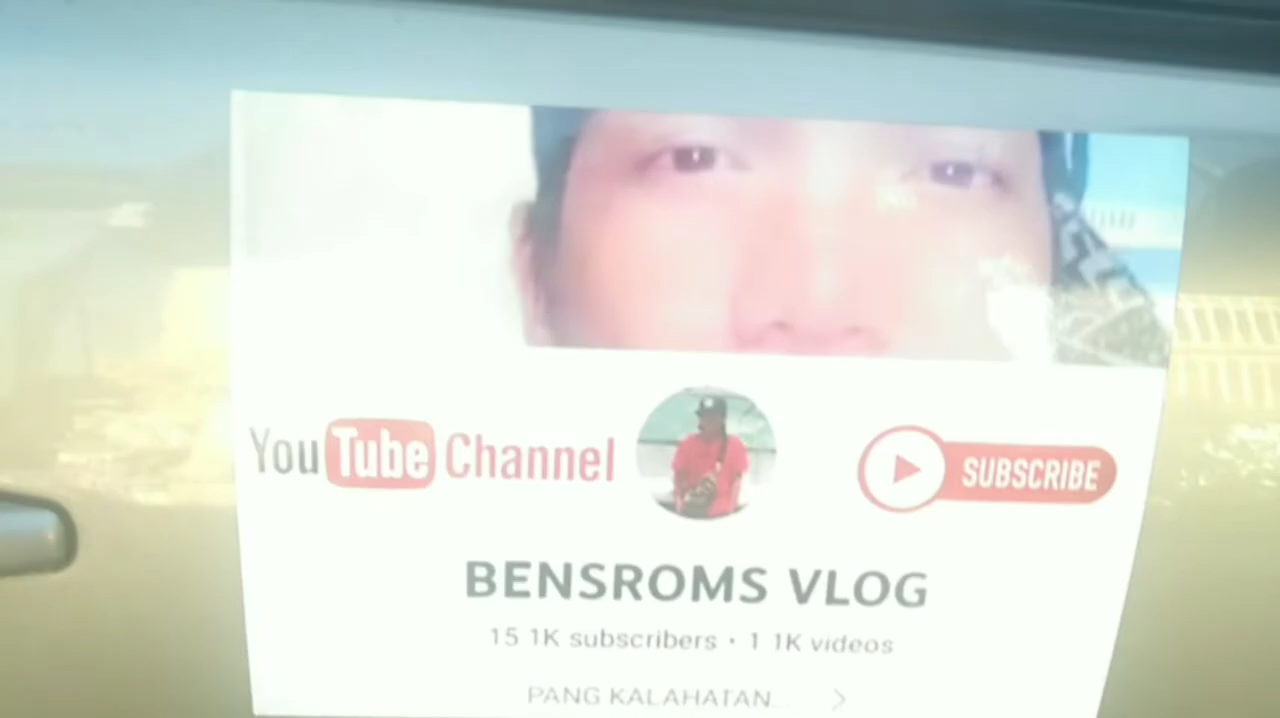 YouTube Channel
SUBSCRIBE
BENSROMS VLOG
15 1K subscribers • 1 1K videos
PANG KALAHATAN...